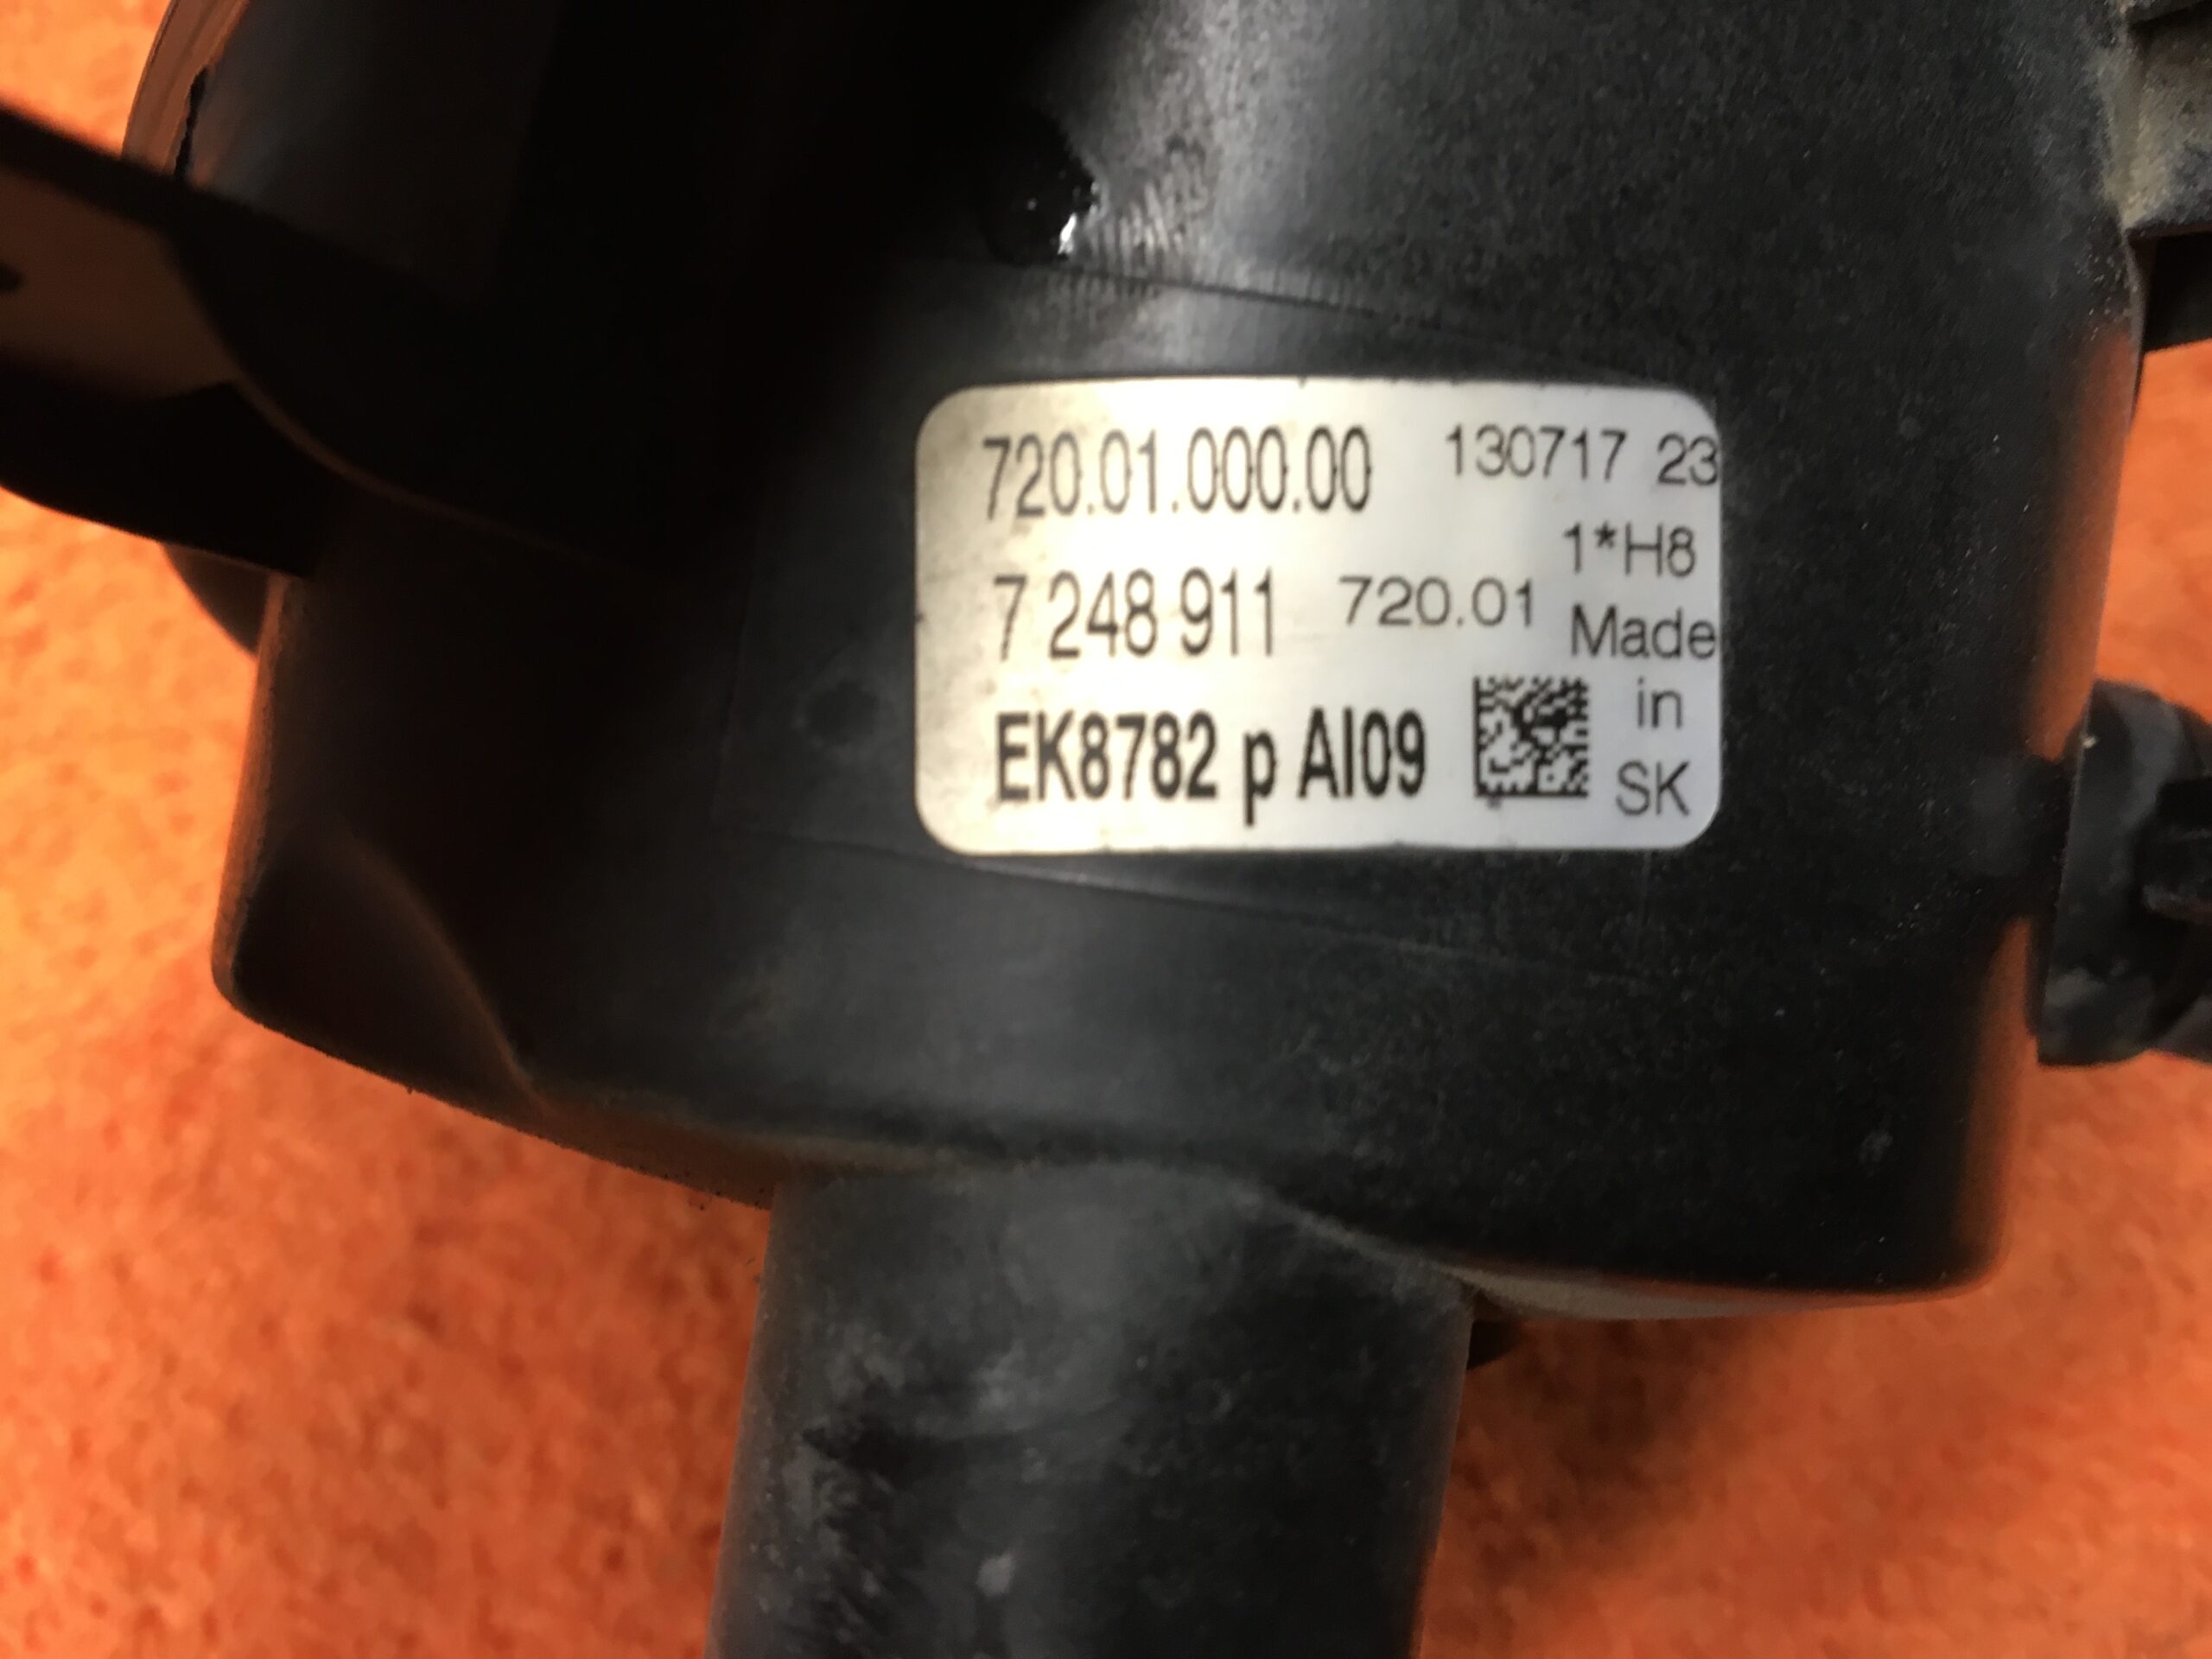 720.01.000.00 130717 23
1*H8
7 248 911 720.01 Made
in
EK8782 p AI09 SK